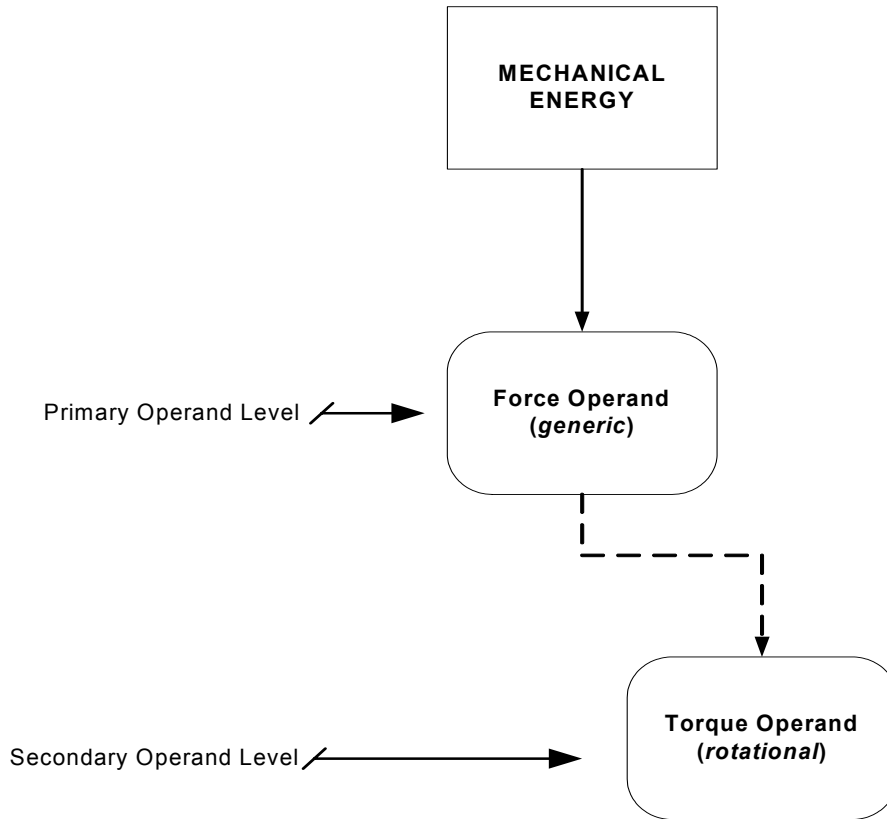 MECHANICAL
ENERGY
Primary Operand Level
Force Operand
(generic)
Secondary Operand Level
Torque Operand
(rotational)